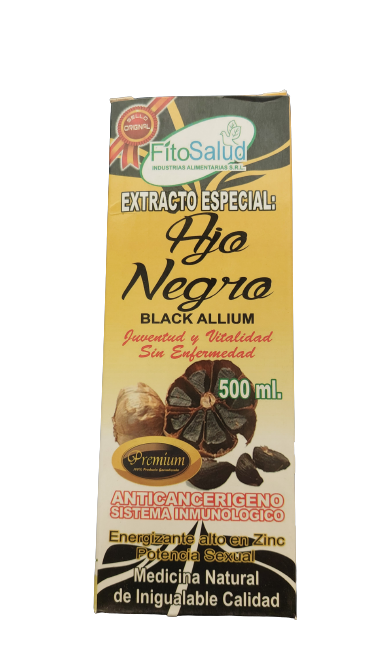 SELLO
ORIGINAL
FitoSalud
INDUSTRIAS ALIMENTARIAS S.R.L.
EXTRACTO ESPECIAL:
Ajo
Negro
BLACK ALLIUM
Juventud y Vitalidad
Sin Enfermedad
500 ml.
Premium
ANTICANCERIGENO
SISTEMA INMUNOLOGICO
Energizante alto en Zinc
Potencia Sexual
Medicina Natural
de Inigualable Calidad